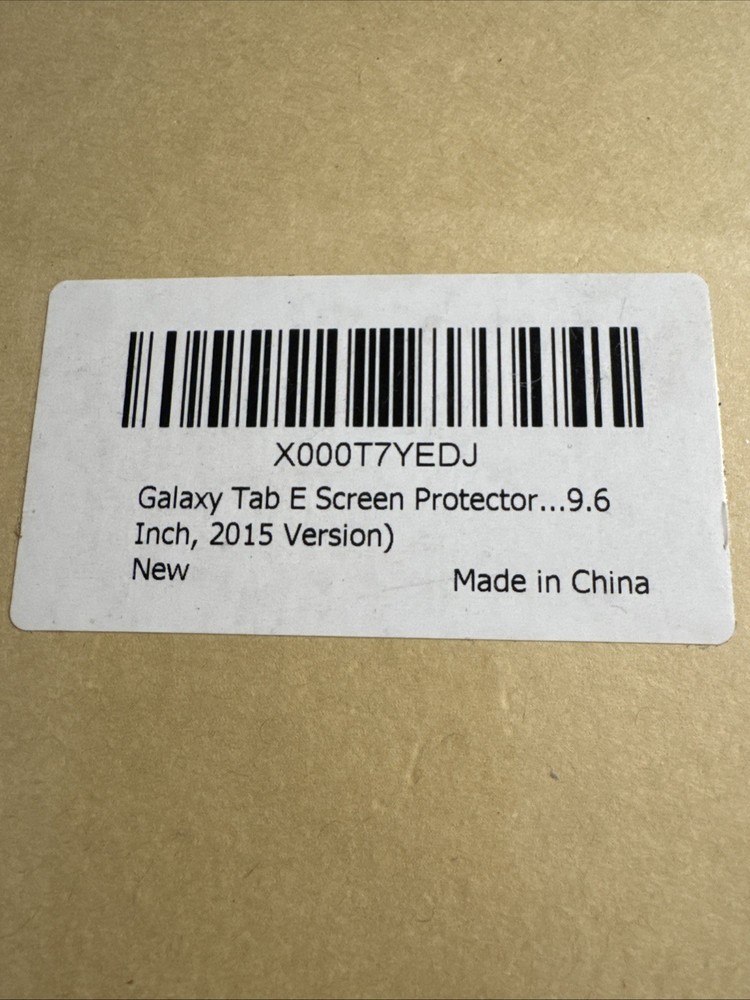 X000T7YEDJ
Galaxy Tab E Screen Protector...9.6
Inch, 2015 Version)
New
Made in China